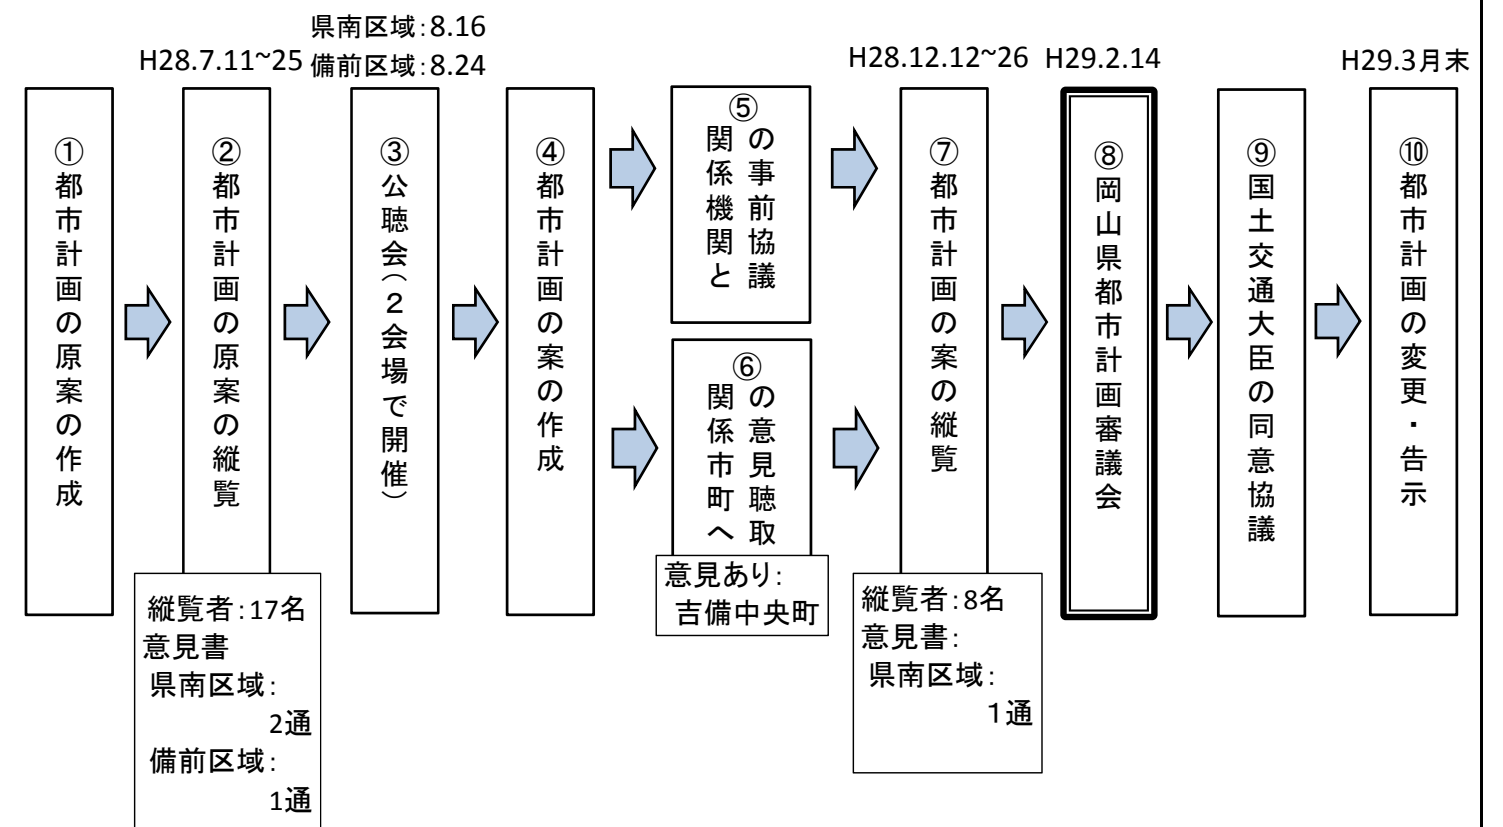 県南区域：8.16
備前区域：8.24
H28.7.11~25
H28.12.12~26
H29.2.14
H29.3月末
①都市計画の原案の作成
②都市計画の原案の縦覧
③公聴会（２会場で開催）
④都市計画の案の作成
⑤
関係機関と
の事前協議
⑥
関係市町へ
の意見聴取
⑦都市計画の案の縦覧
⑧岡山県都市計画審議会
⑨国土交通大臣の同意協議
⑩都市計画の変更・告示
縦覧者：17名
意見書
県南区域：
2通
備前区域：
1通
意見あり：
吉備中央町
縦覧者：8名
意見書：
県南区域：
１通